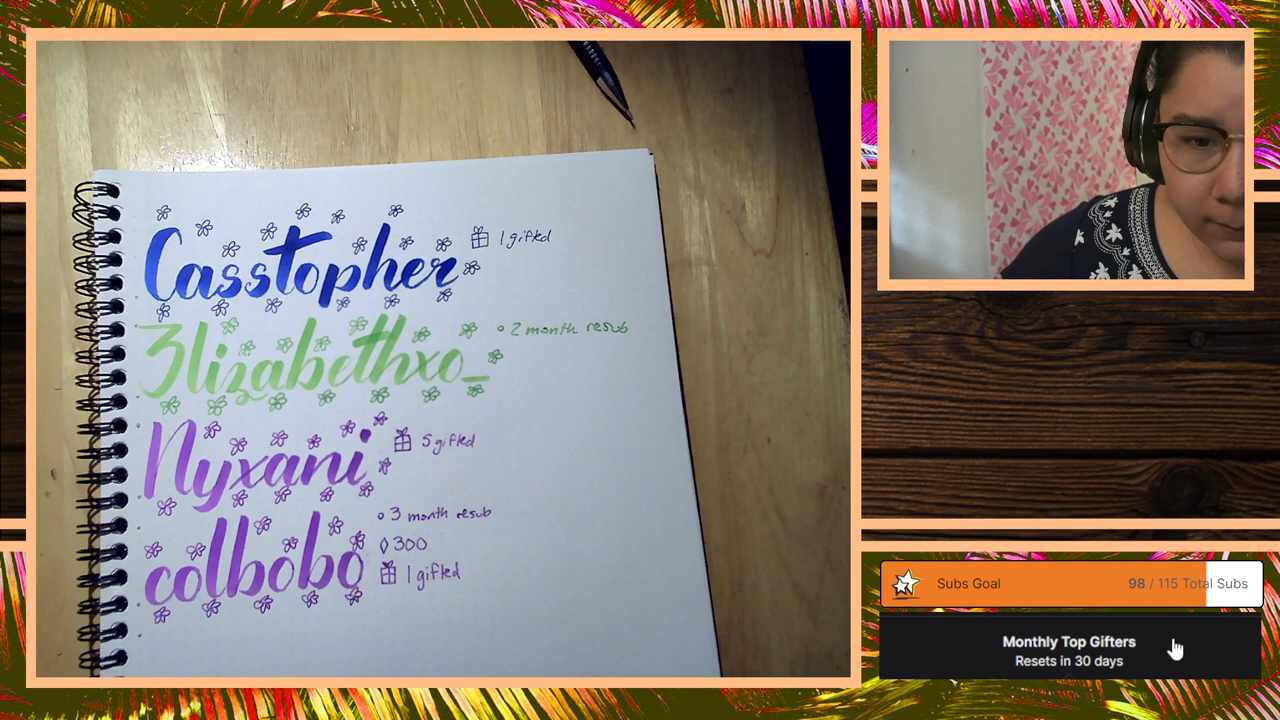 Casstopher
1 gifted
3lizabethxo_
2 month resub
Nyxani
5 gifted
colbobo
3 month resub
300
1 gifted
Subs Goal
98 / 115 Total Subs
Monthly Top Gifters
Resets in 30 days